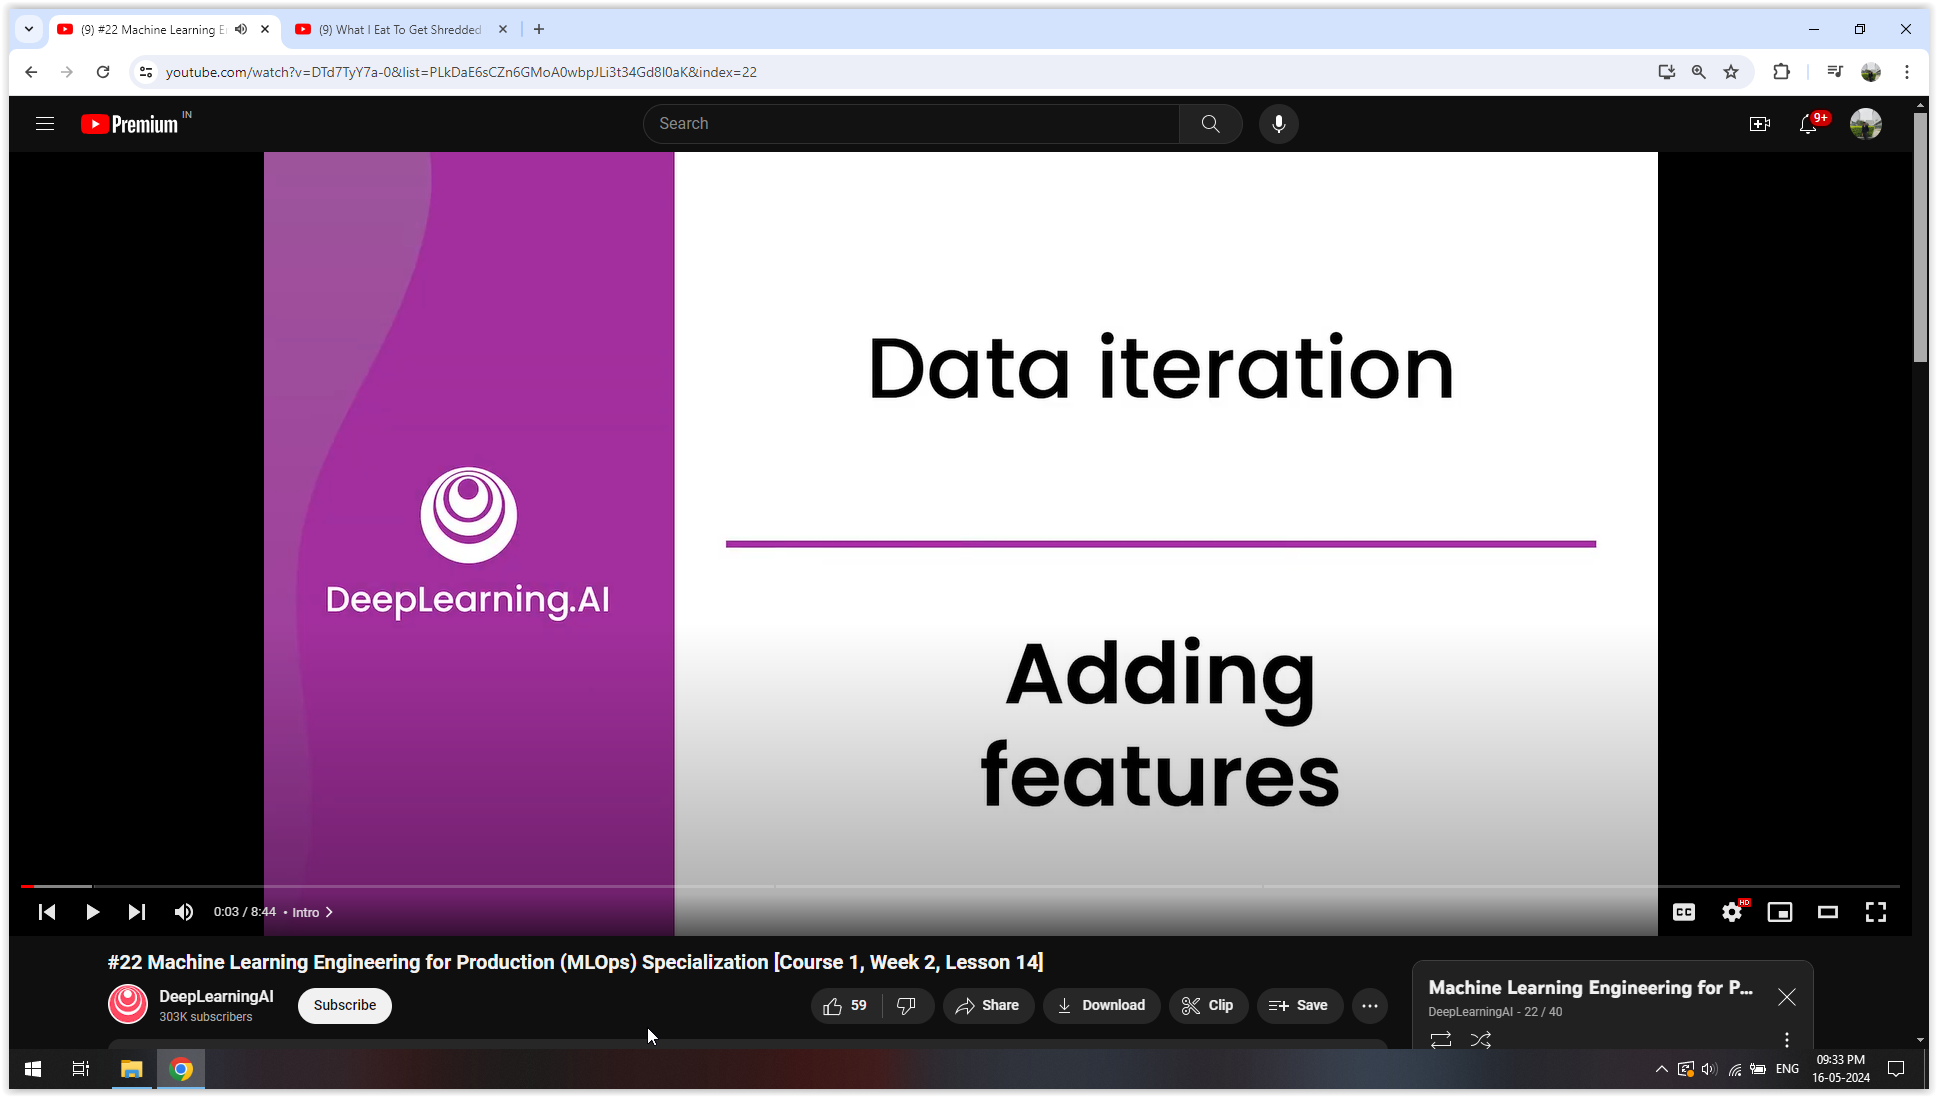 (9) #22 Machine Learning E
(9) What I Eat To Get Shredded
youtube.com/watch?v=DTd7TyY7a-0&list=PLkDaE6sCZn6GMoA0wbpJLi3t34Gd8l0aK&index=22
Premium IN
Search
9+
Data iteration
DeepLearning.AI
Adding
features
0:03 / 8:44 • Intro
CC
HD
#22 Machine Learning Engineering for Production (MLOps) Specialization [Course 1, Week 2, Lesson 14]
DeepLearningAI
303K subscribers
Subscribe
59
Share
Download
Clip
Save
Machine Learning Engineering for P...
DeepLearningAI - 22 / 40
ENG
09:33 PM
16-05-2024